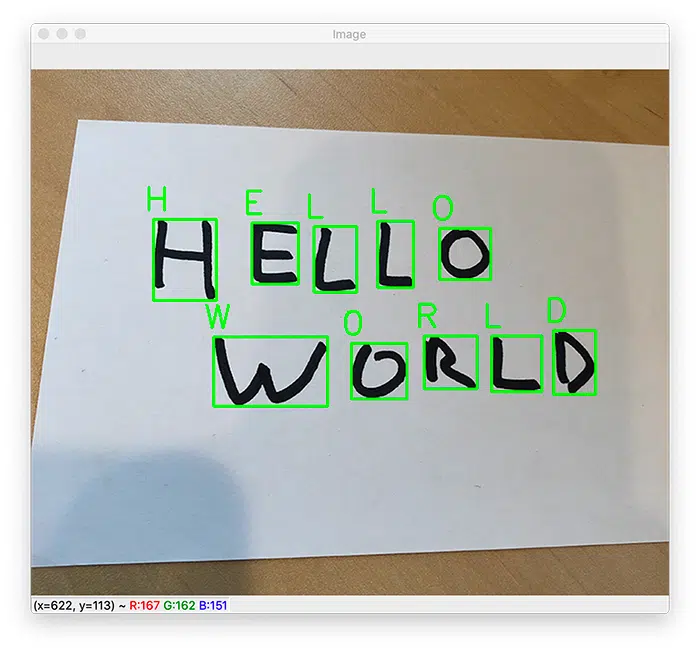 Image
H E L L O
HELLO
W O R L D
WORLD
(x=622, y=113) ~ R:167 G:162 B:151